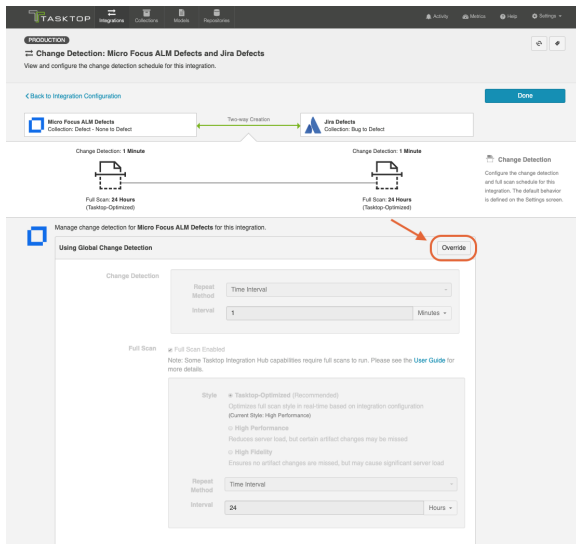 TASKTOP
Integrations
Collections
Models
Repositories
Activity
Metrics
Help
Settings
PRODUCTION
Change Detection: Micro Focus ALM Defects and Jira Defects
View and configure the change detection schedule for this integration.
Back to Integration Configuration
Done
Micro Focus ALM Defects
Collection: Defect - None to Defect
Two-way Creation
Jira Defects
Collection: Bug to Defect
Change Detection: 1 Minute
Full Scan: 24 Hours
(Tasktop-Optimized)
Change Detection: 1 Minute
Full Scan: 24 Hours
(Tasktop-Optimized)
Change Detection
Configure the change detection
and full scan schedule for this
integration. The default behavior
is defined on the Settings screen.
Manage change detection for Micro Focus ALM Defects for this integration.
Using Global Change Detection
Override
Change Detection
Repeat
Method
Time Interval
Interval
1
Minutes
Full Scan
Full Scan Enabled
Note: Some Tasktop Integration Hub capabilities require full scans to run. Please see the User Guide for
more details.
Style
Tasktop-Optimized (Recommended)
Optimizes full scan style in real-time based on integration configuration
(Current Style: High Performance)
High Performance
Reduces server load, but certain artifact changes may be missed
High Fidelity
Ensures no artifact changes are missed, but may cause significant server load
Repeat
Method
Time Interval
Interval
24
Hours